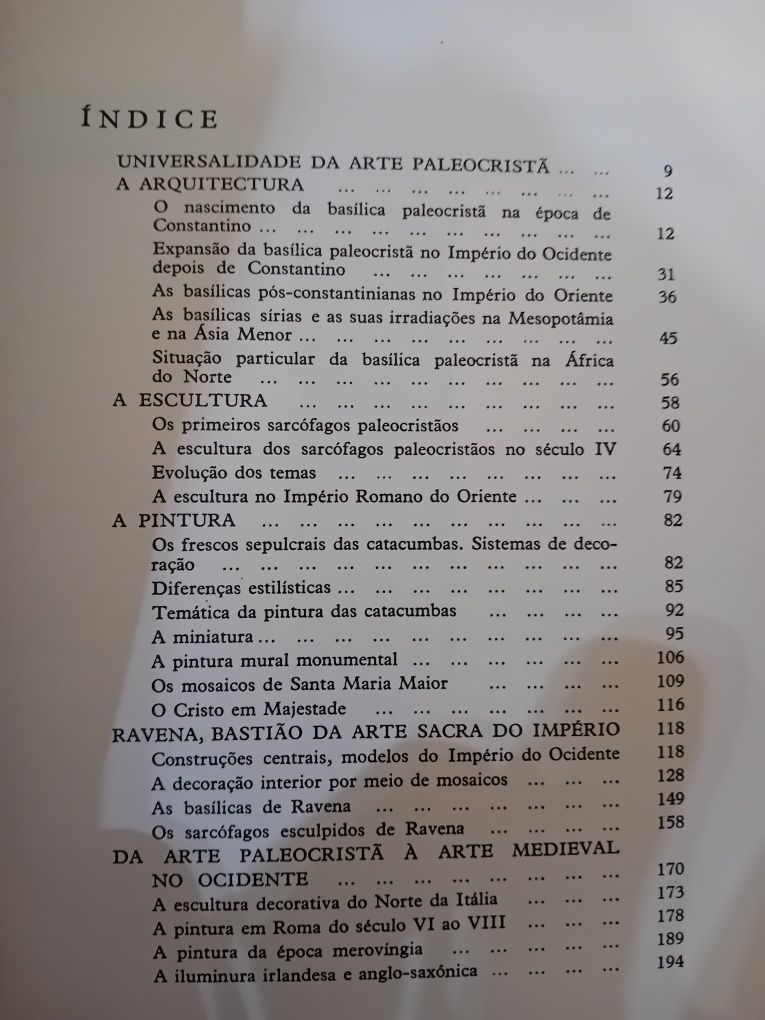 ÍNDICE
UNIVERSALIDADE DA ARTE PALEOCRISTÃ ... ... 9
A ARQUITECTURA ... ... ... ... ... ... ... ... 12
O nascimento da basílica paleocristã na época de
Constantino ... ... ... ... ... ... ... ... ... ... 12
Expansão da basílica paleocristã no Império do Ocidente
depois de Constantino ... ... ... ... ... ... ... 31
As basílicas pós-constantinianas no Império do Oriente 36
As basílicas sírias e as suas irradiações na Mesopotâmia
e na Ásia Menor ... ... ... ... ... ... ... ... ... 45
Situação particular da basílica paleocristã na África
do Norte ... ... ... ... ... ... ... ... ... ... 56
A ESCULTURA ... ... ... ... ... ... ... ... ... 58
Os primeiros sarcófagos paleocristãos ... ... ... ... 60
A escultura dos sarcófagos paleocristãos no século IV 64
Evolução dos temas ... ... ... ... ... ... ... ... 74
A escultura no Império Romano do Oriente ... ... ... 79
A PINTURA ... ... ... ... ... ... ... ... ... ... 82
Os frescos sepulcrais das catacumbas. Sistemas de deco-
ração ... ... ... ... ... ... ... ... ... ... ... 82
Diferenças estilísticas ... ... ... ... ... ... ... ... 85
Temática da pintura das catacumbas ... ... ... ... 92
A miniatura ... ... ... ... ... ... ... ... ... ... 95
A pintura mural monumental ... ... ... ... ... ... 106
Os mosaicos de Santa Maria Maior ... ... ... ... 109
O Cristo em Majestade ... ... ... ... ... ... ... 116
RAVENA, BASTIÃO DA ARTE SACRA DO IMPÉRIO 118
Construções centrais, modelos do Império do Ocidente 118
A decoração interior por meio de mosaicos ... ... ... 128
As basílicas de Ravena ... ... ... ... ... ... ... 149
Os sarcófagos esculpidos de Ravena ... ... ... ... 158
DA ARTE PALEOCRISTÃ À ARTE MEDIEVAL
NO OCIDENTE ... ... ... ... ... ... ... ... 170
A escultura decorativa do Norte da Itália ... ... ... 173
A pintura em Roma do século VI ao VIII ... ... ... 178
A pintura da época merovíngia ... ... ... ... ... 189
A iluminura irlandesa e anglo-saxónica ... ... ... ... 194